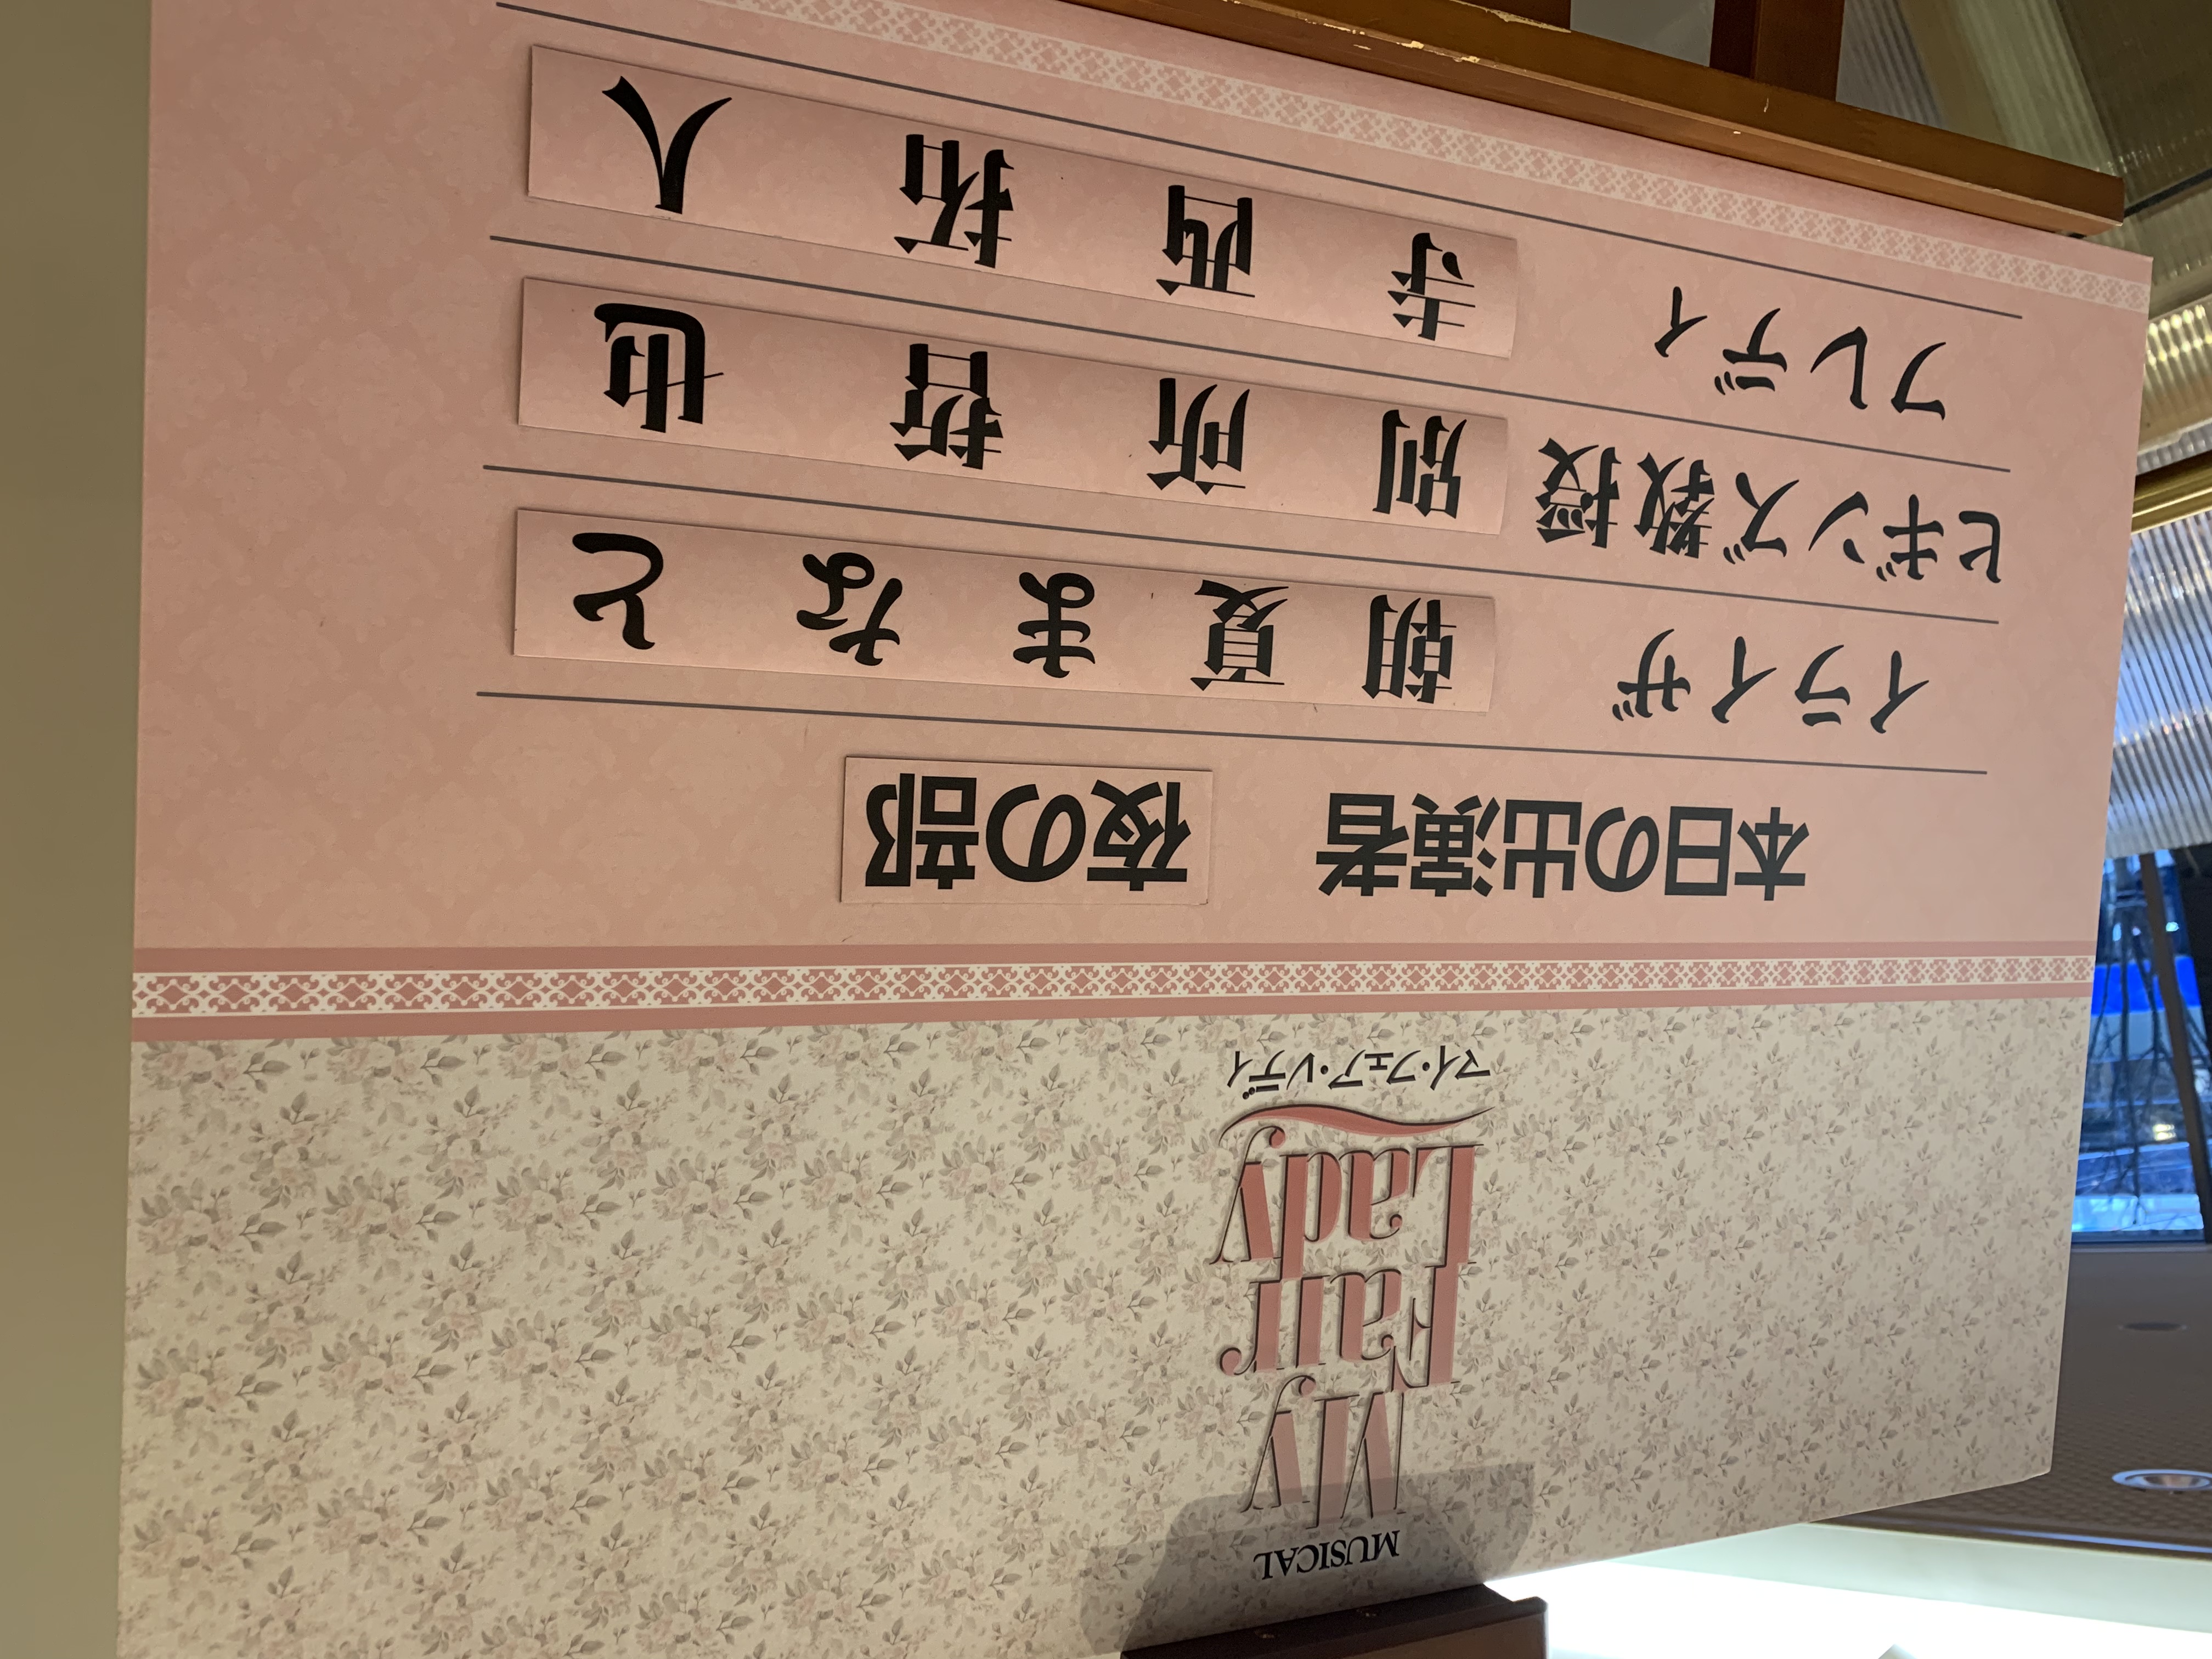 MUSICAL
My
Fair
Lady
マイ・フェア・レディ
本日の出演者 夜の部
イライザ 朝夏まなと
ヒギンズ教授 別所哲也
フレディ 寺西拓人